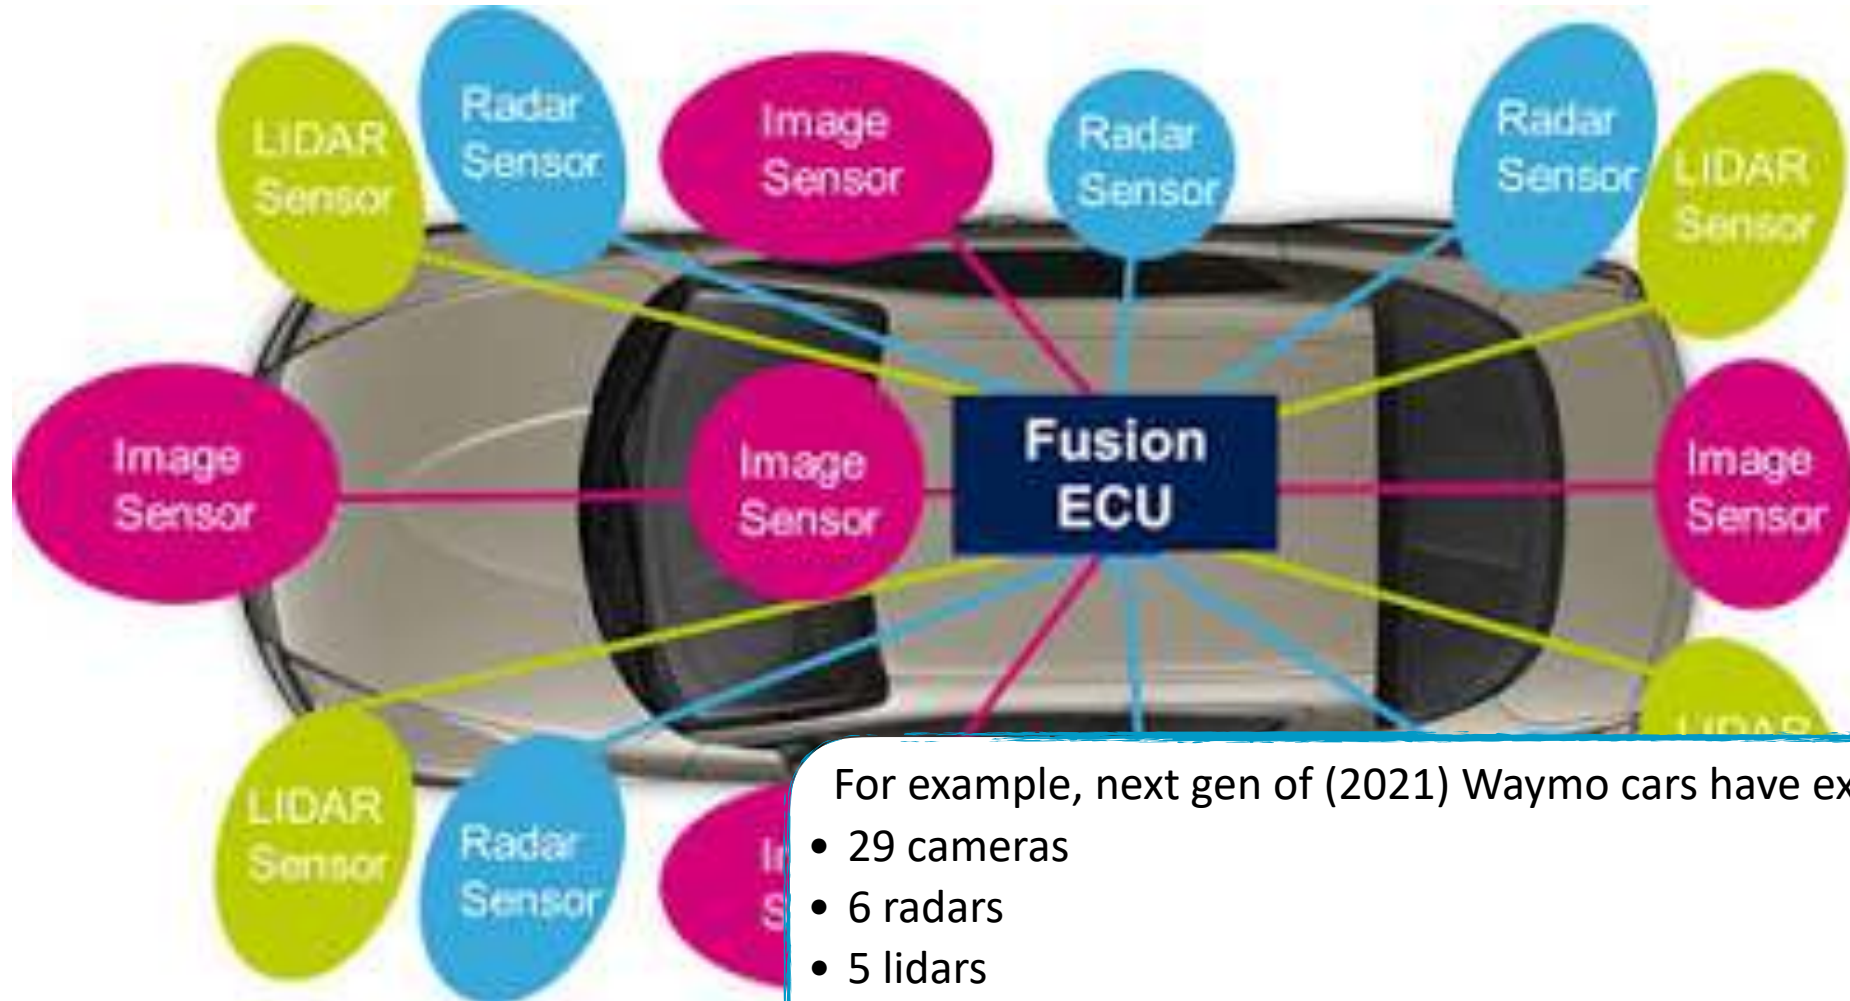 LIDAR
Sensor
Radar
Sensor
Image
Sensor
Radar
Sensor
Radar
Sensor
LIDAR
Sensor
Image
Sensor
Image
Sensor
Fusion
ECU
Image
Sensor
LIDAR
LIDAR
Sensor
Radar
Sensor
For example, next gen of (2021) Waymo cars have
• 29 cameras
• 6 radars
• 5 lidars